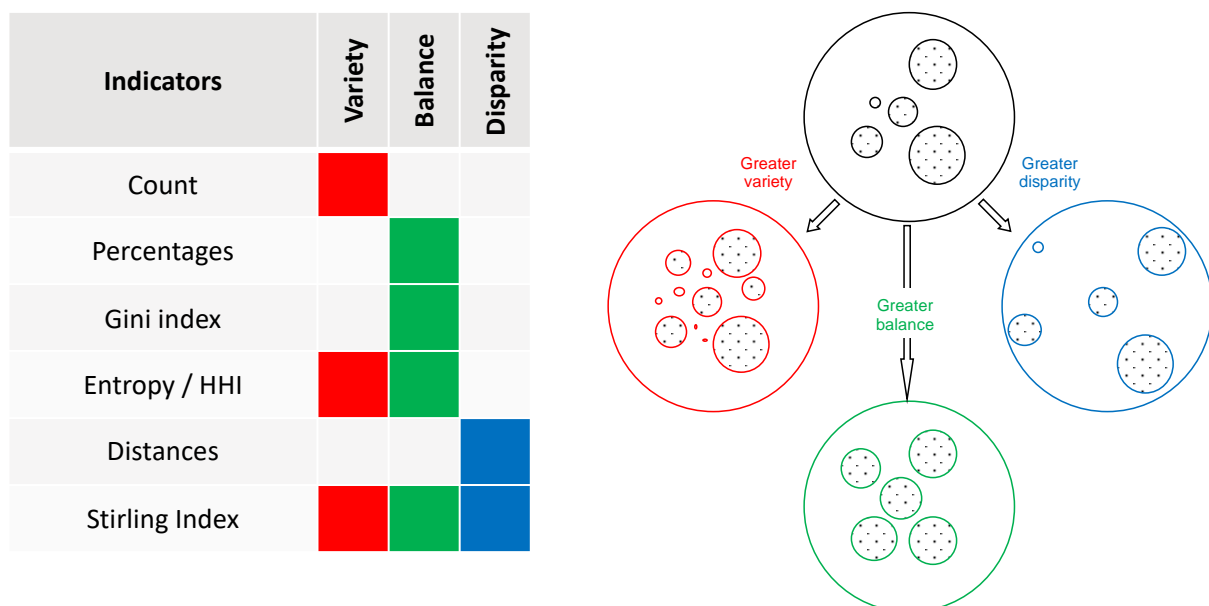 Indicators
Variety
Balance
Disparity
Count
Percentages
Gini index
Entropy / HHI
Distances
Stirling Index
Greater
variety
Greater
disparity
Greater
balance